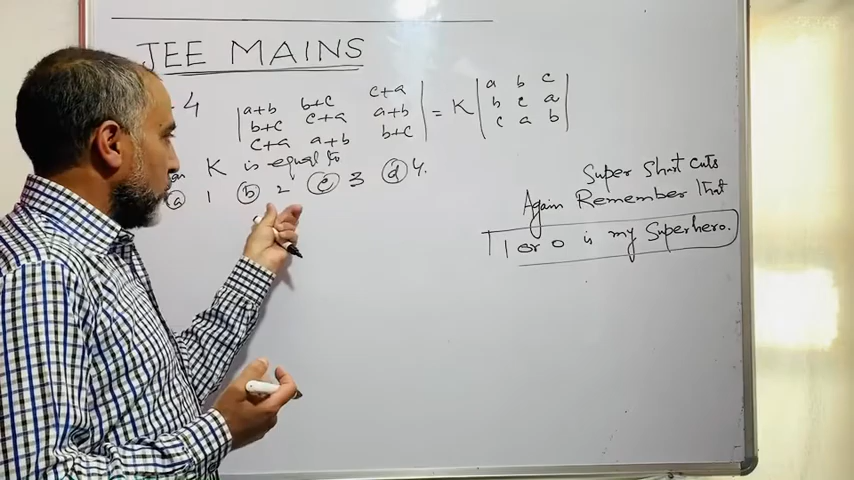 JEE MAINS
4
| a+b b+c c+a |
| b+c c+a a+b | = K | a b c |
| c+a a+b b+c | | b c a |
| c a b |
K is equal to
(a) 1 (b) 2 (c) 3 (d) 4.
Super Short cuts
Again Remember That
1 or 0 is my Superhero.